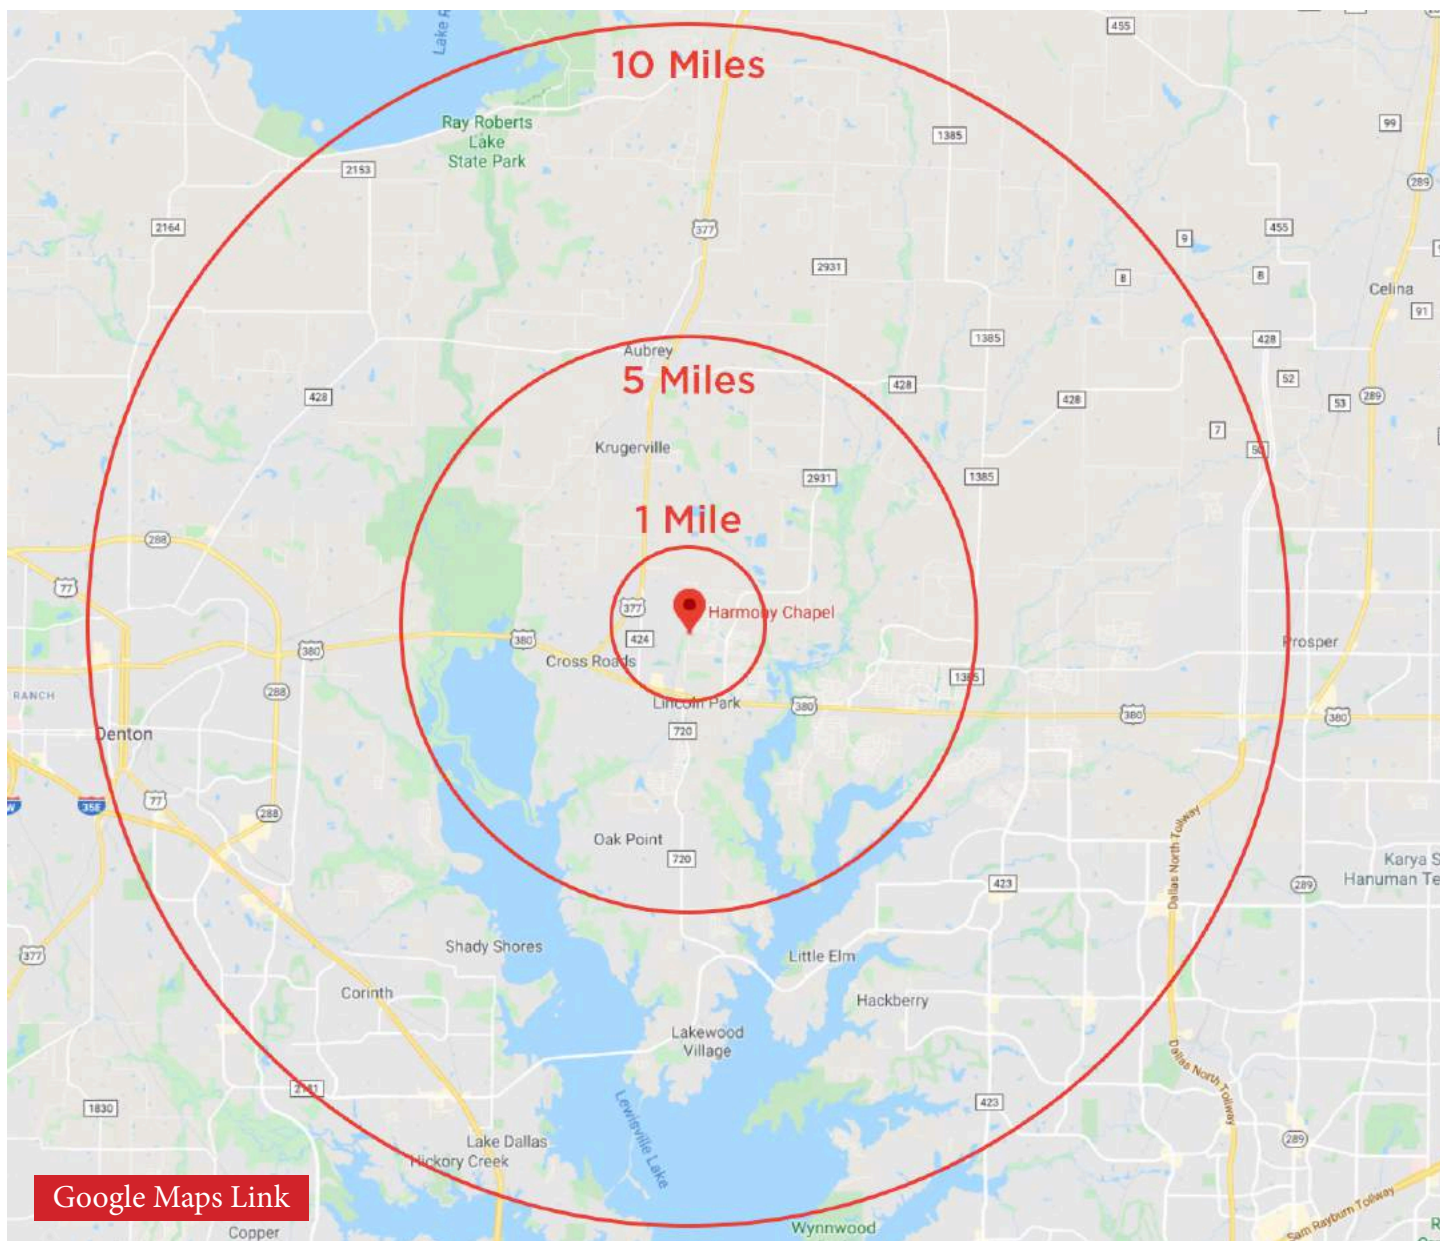 Lake R
455
10 Miles
Ray Roberts
Lake
State Park
99
1385
2153
289
2164
377
455
9
2931
8
8
Celina
91
1385
428
Aubrey
5 Miles
428
52
428
428
289
53
7
Krugerville
50
2931
1385
1 Mile
288
77
377
Harmony Chapel
424
380
380
Prosper
Cross Roads
1385
RANCH
288
Lincoln Park
380
380
380
720
Denton
77
35E
W
288
Dallas North Tollway
Oak Point
720
Karya S
Hanuman Te
423
289
Shady Shores
377
Little Elm
Corinth
Hackberry
Lakewood
Village
Dallas North Tollway
2181
1830
423
Lewisville Lake
289
Lake Dallas
Hickory Creek
Google Maps Link
Sam Rayburn Tollway
Copper
Wynnwood
R